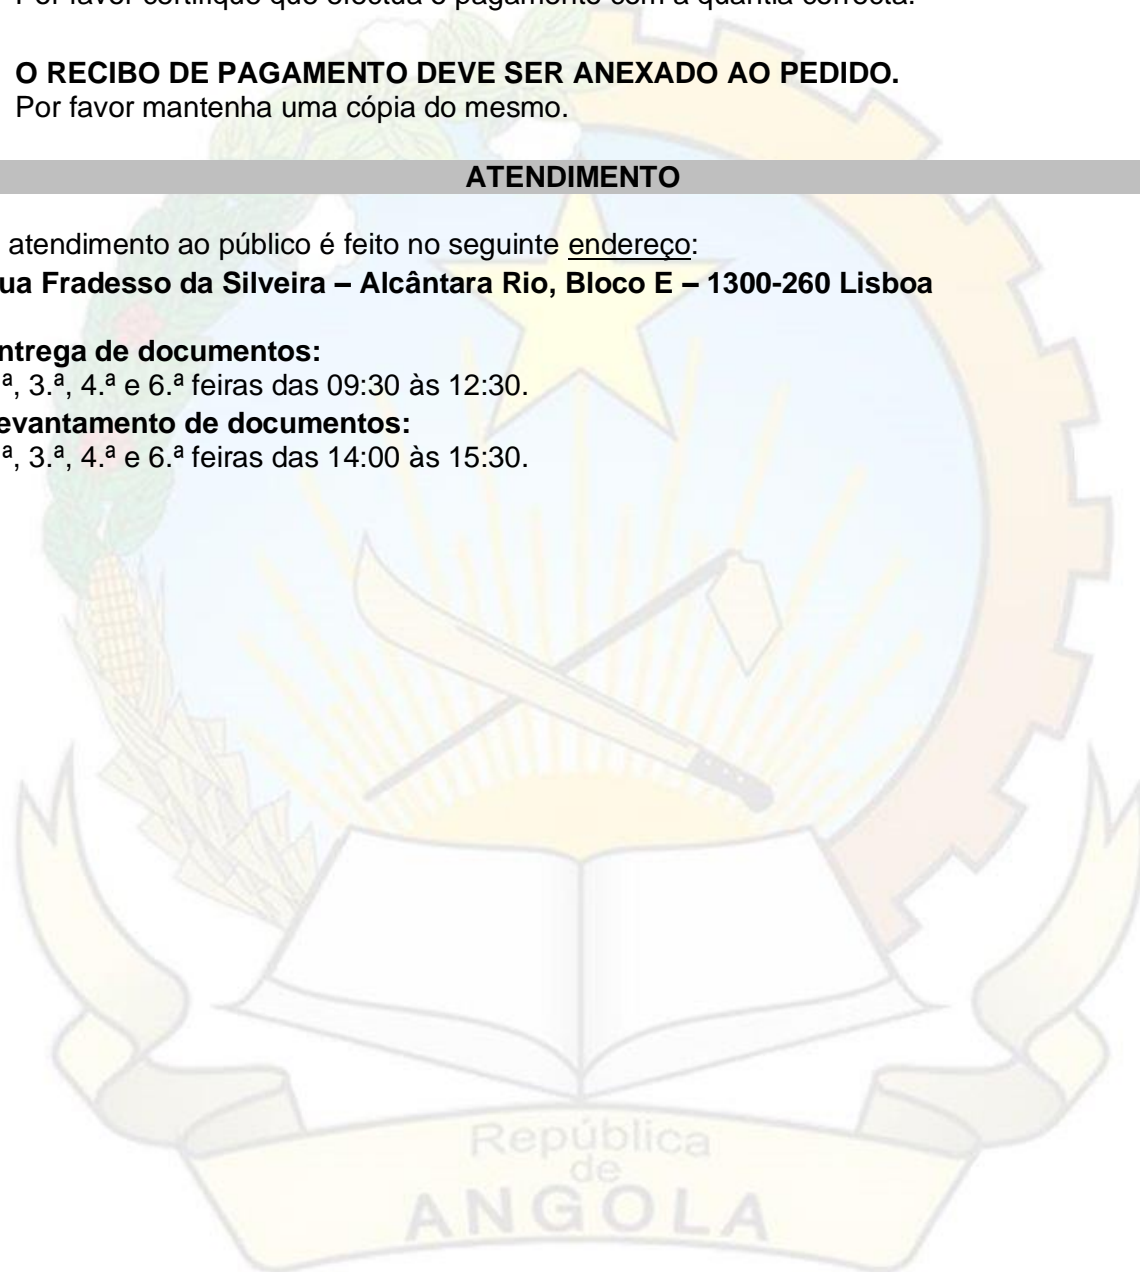 O RECIBO DE PAGAMENTO DEVE SER ANEXADO AO PEDIDO.
Por favor mantenha uma cópia do mesmo.
ATENDIMENTO
atendimento ao público é feito no seguinte endereço:
ua Fradesso da Silveira – Alcântara Rio, Bloco E – 1300-260 Lisboa
ntrega de documentos:
ª, 3.ª, 4.ª e 6.ª feiras das 09:30 às 12:30.
evantamento de documentos:
ª, 3.ª, 4.ª e 6.ª feiras das 14:00 às 15:30.
República
de
ANGOLA